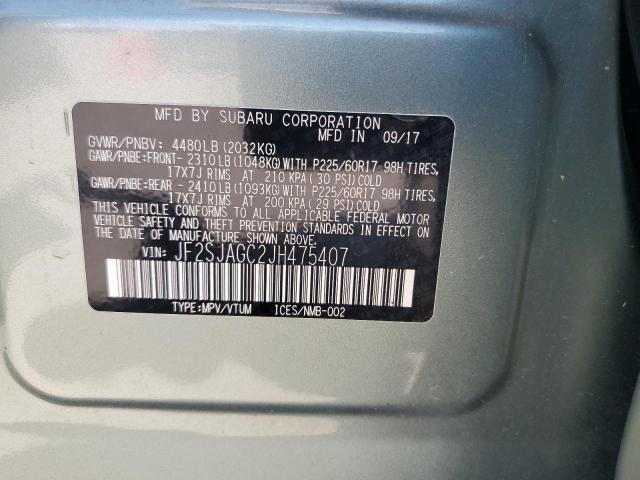 MFD BY SUBARU CORPORATION
MFD IN 09/17
GVWR/PNBV: 4480LB(2032KG)
GAWR/PNBE:FRONT-2310LB(1048KG)WITH P225/60R17 98H TIRES,
17X7J RIMS AT 210 KPA(30 PSI)COLD
GAWR/PNBE:REAR -2410LB(1093KG)WITH P225/60R17 98H TIRES,
17X7J RIMS AT 200 KPA(29 PSI)COLD
THIS VEHICLE CONFORMS TO ALL APPLICABLE FEDERAL MOTOR
VEHICLE SAFETY AND THEFT PREVENTION STANDARDS IN EFFECT
ON THE DATE OF MANUFACTURE SHOWN ABOVE.
VIN: JF2SJAGC2JH475407
TYPE:MPV/VTUM ICES/NMB-002